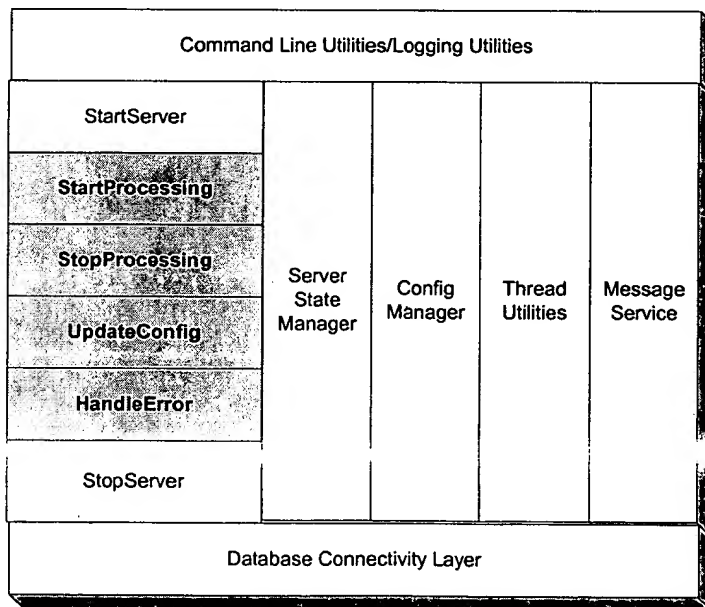 Command Line Utilities/Logging Utilities
StartServer
StartProcessing
StopProcessing
UpdateConfig
HandleError
StopServer
Server
State
Manager
Config
Manager
Thread
Utilities
Message
Service
Database Connectivity Layer